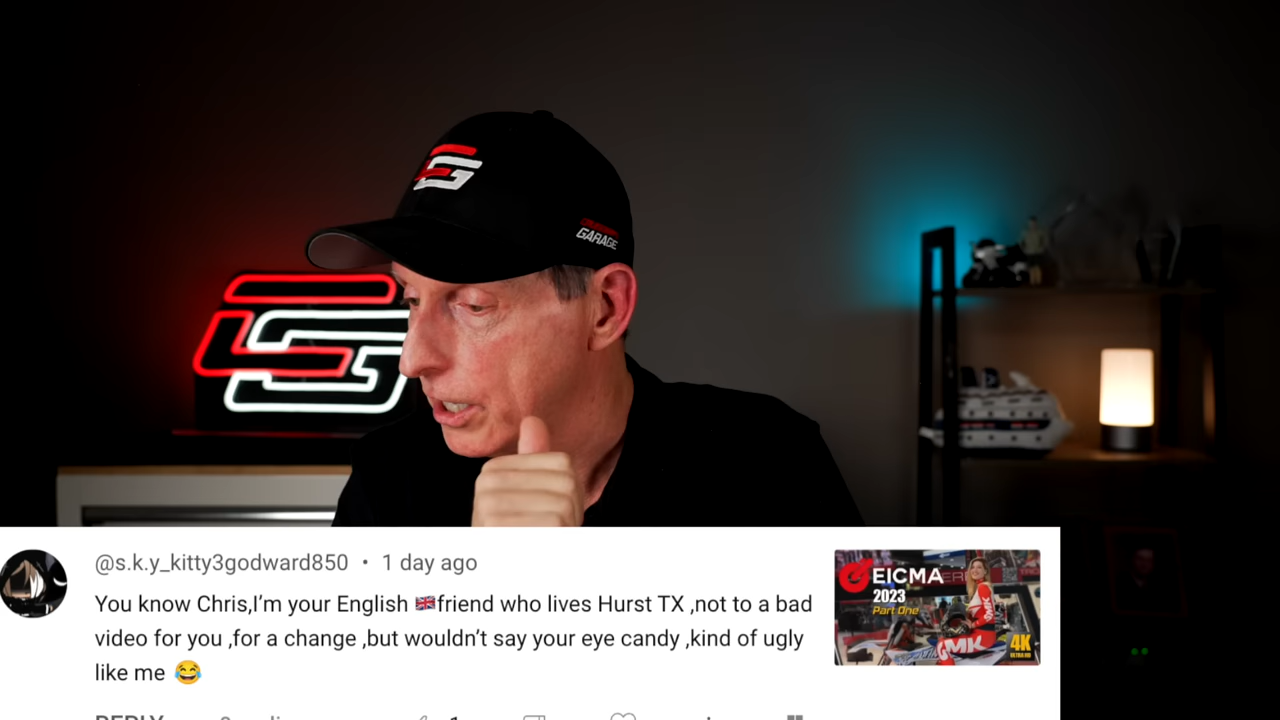 GARAGE
@s.k.y_kitty3godward850 • 1 day ago
You know Chris,I’m your English 🇬🇧friend who lives Hurst TX ,not to a bad
video for you ,for a change ,but wouldn’t say your eye candy ,kind of ugly
like me 😂
EICMA
2023
Part One
4K
ULTRA HD